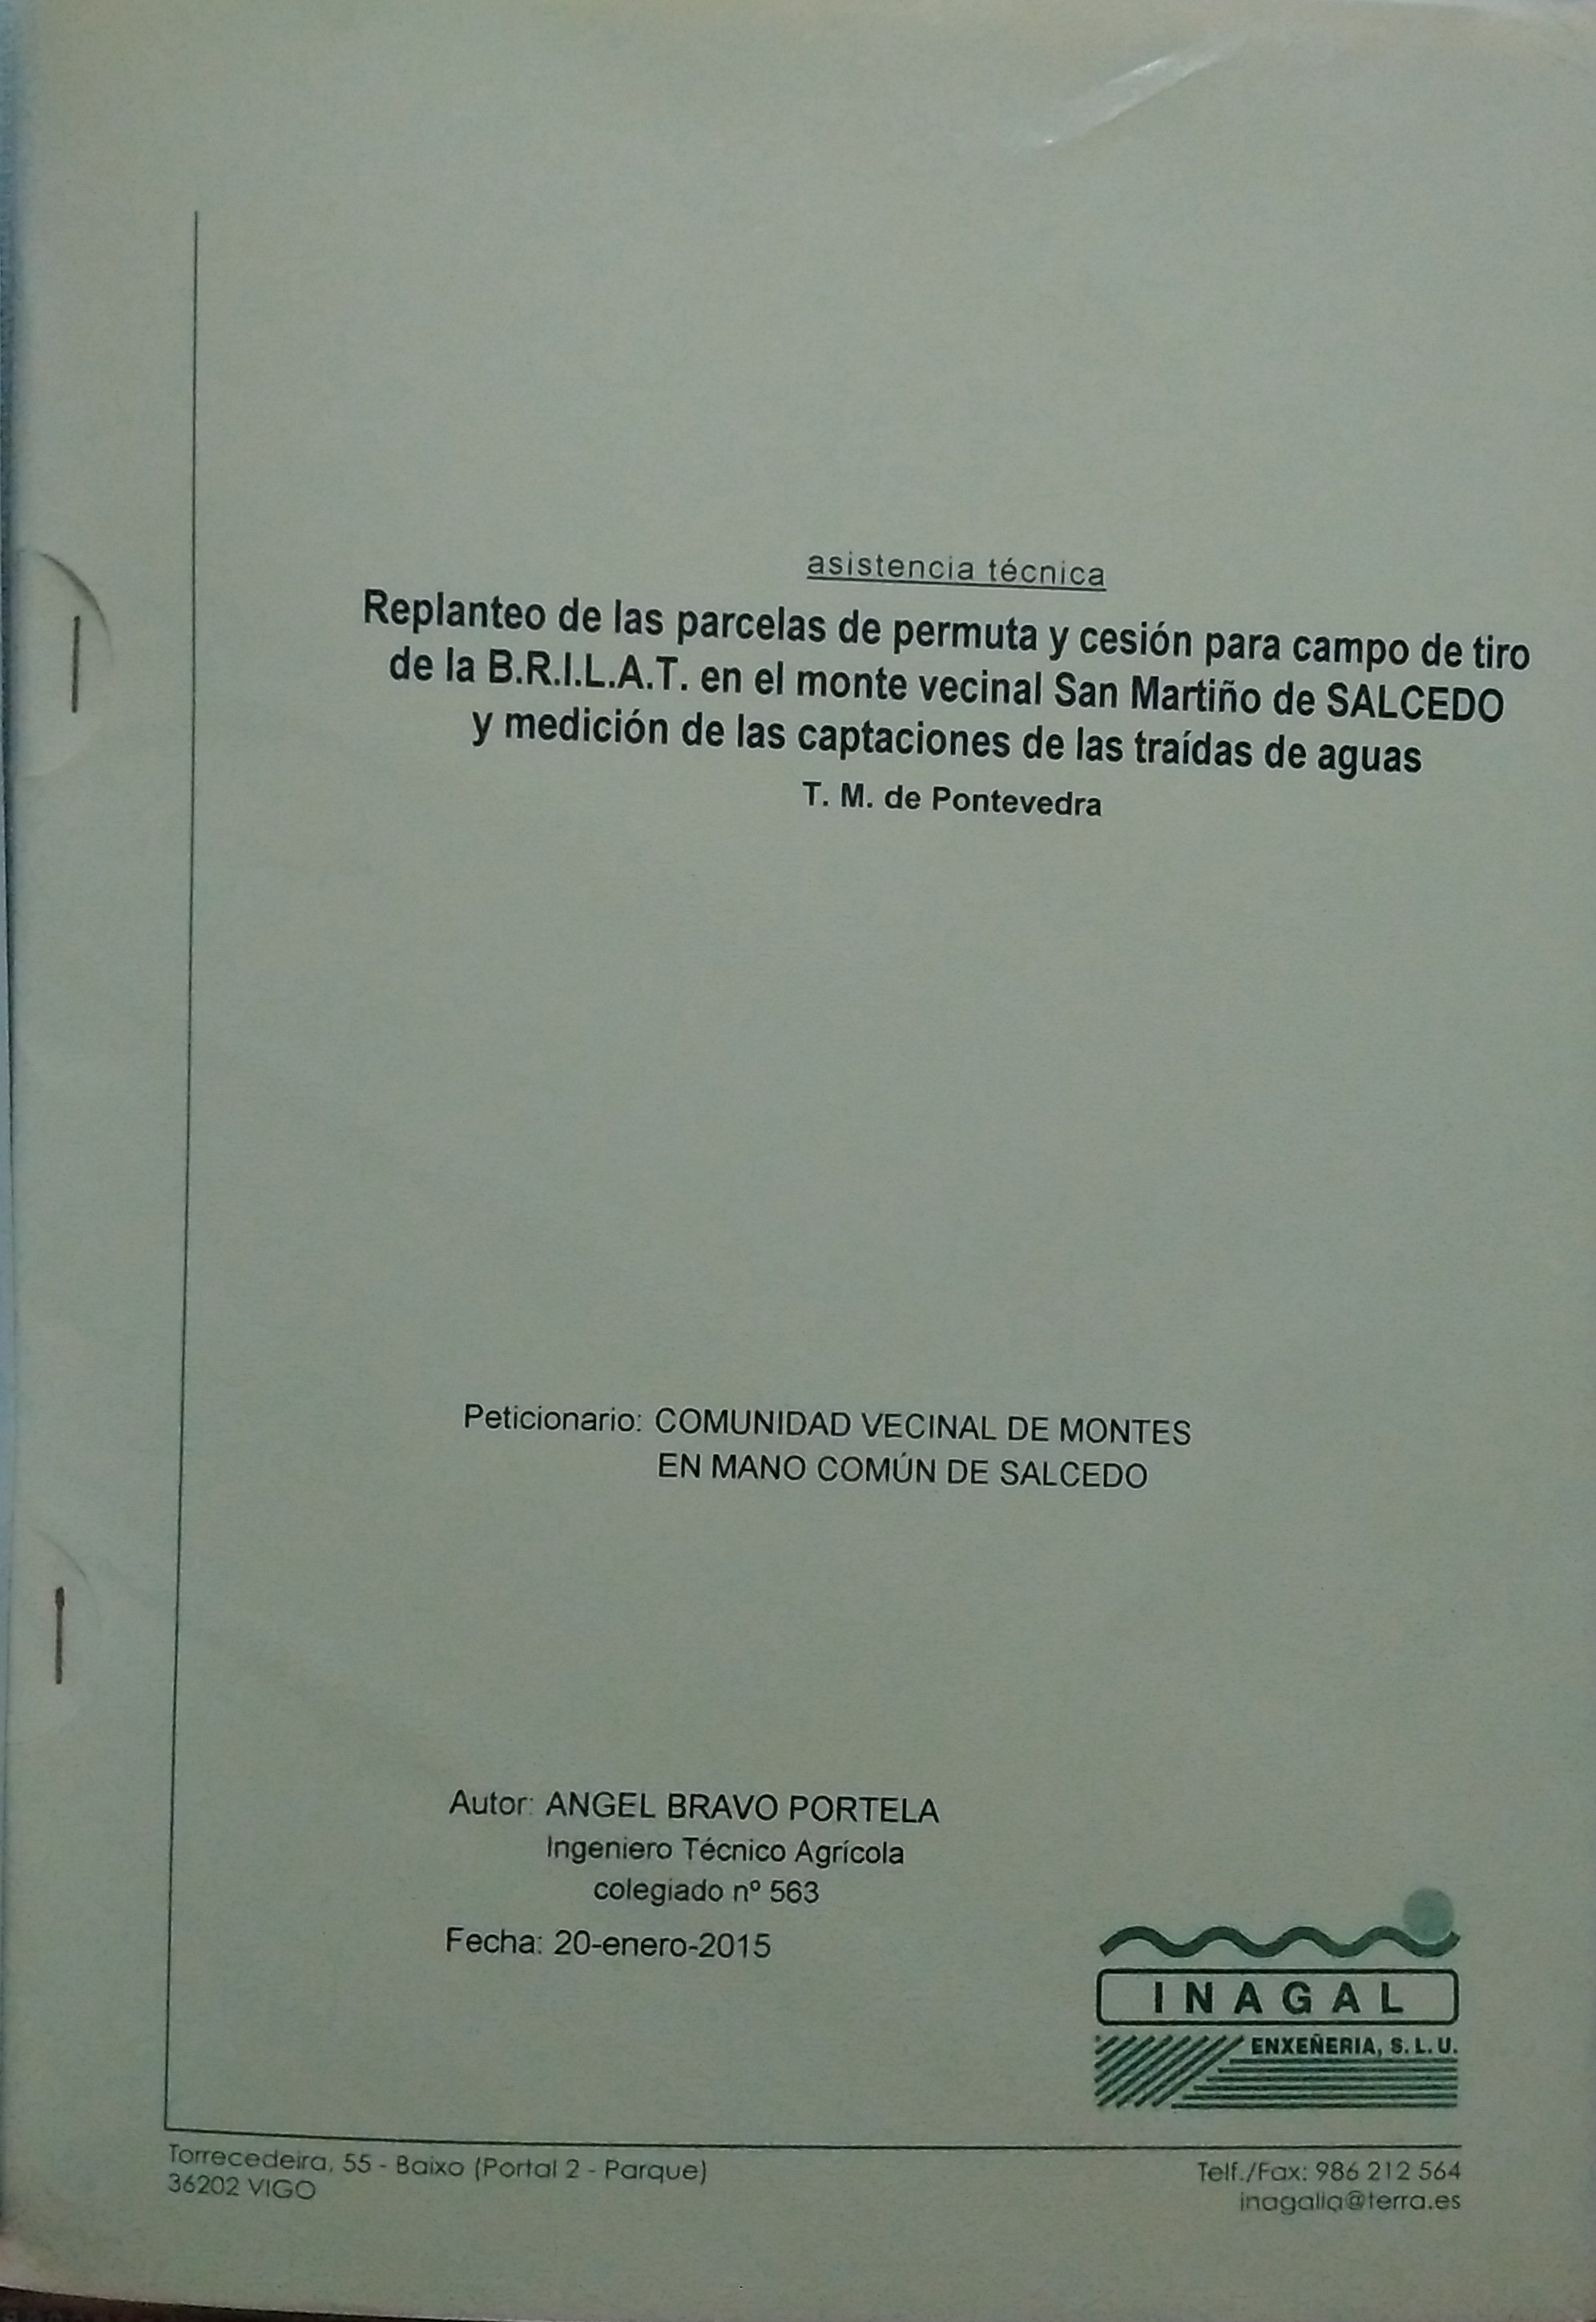 asistencia técnica
Replanteo de las parcelas de permuta y cesión para campo de tiro
de la B.R.I.L.A.T. en el monte vecinal San Martiño de SALCEDO
y medición de las captaciones de las traídas de aguas
T. M. de Pontevedra
Peticionario: COMUNIDAD VECINAL DE MONTES
EN MANO COMÚN DE SALCEDO
Autor: ANGEL BRAVO PORTELA
Ingeniero Técnico Agrícola
colegiado nº 563
Fecha: 20-enero-2015
INAGAL
ENXEÑERIA, S.L.U.
Torrecedeira, 55 - Baixo (Portal 2 - Parque)
36202 VIGO
Telf./Fax: 986 212 564
inagalia@terra.es